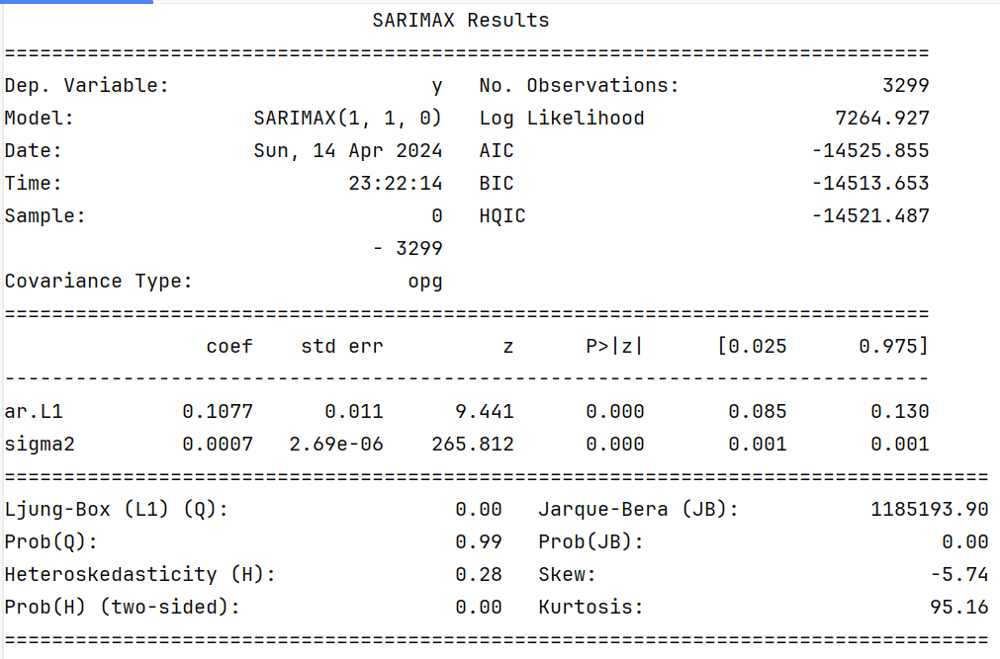 SARIMAX Results
==============================================================================
Dep. Variable:                      y   No. Observations:                 3299
Model:               SARIMAX(1, 1, 0)   Log Likelihood                7264.927
Date:                Sun, 14 Apr 2024   AIC                         -14525.855
Time:                        23:22:14   BIC                         -14513.653
Sample:                             0   HQIC                        -14521.487
                               - 3299
Covariance Type:                  opg
==============================================================================
                 coef    std err          z      P>|z|      [0.025      0.975]
------------------------------------------------------------------------------
ar.L1          0.1077      0.011      9.441      0.000       0.085       0.130
sigma2         0.0007   2.69e-06    265.812      0.000       0.001       0.001
===================================================================================
Ljung-Box (L1) (Q):                   0.00   Jarque-Bera (JB):           1185193.90
Prob(Q):                              0.99   Prob(JB):                         0.00
Heteroskedasticity (H):               0.28   Skew:                            -5.74
Prob(H) (two-sided):                  0.00   Kurtosis:                        95.16
===================================================================================